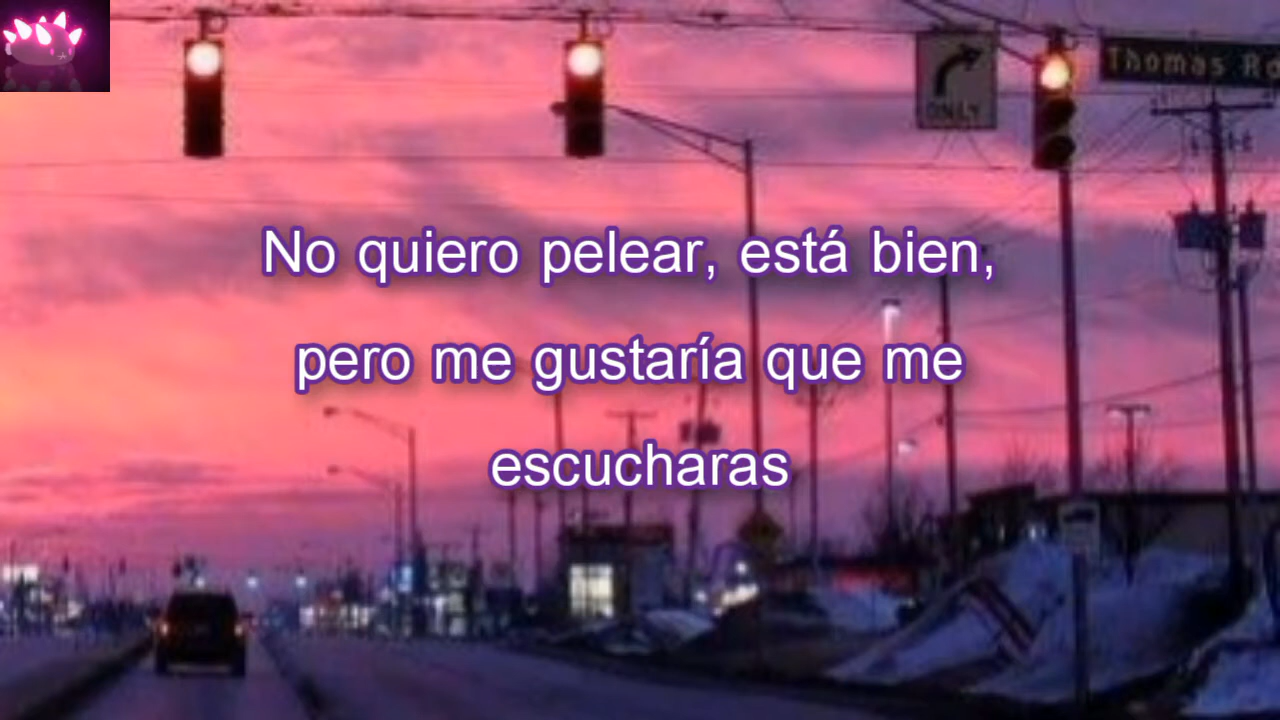 ONLY
Thomas Ro
No quiero pelear, está bien,
pero me gustaría que me
escucharas